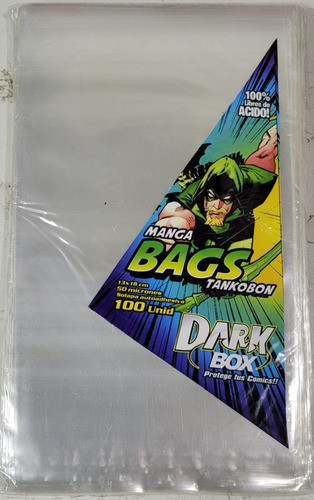 100%
Libres de
ACIDO!
MANGA
BAGS
TANKOBON
13x18 cm
50 micrones
Solapa autoadhesiva
100 Unid
DARK
BOX
Protege tus Comics!!